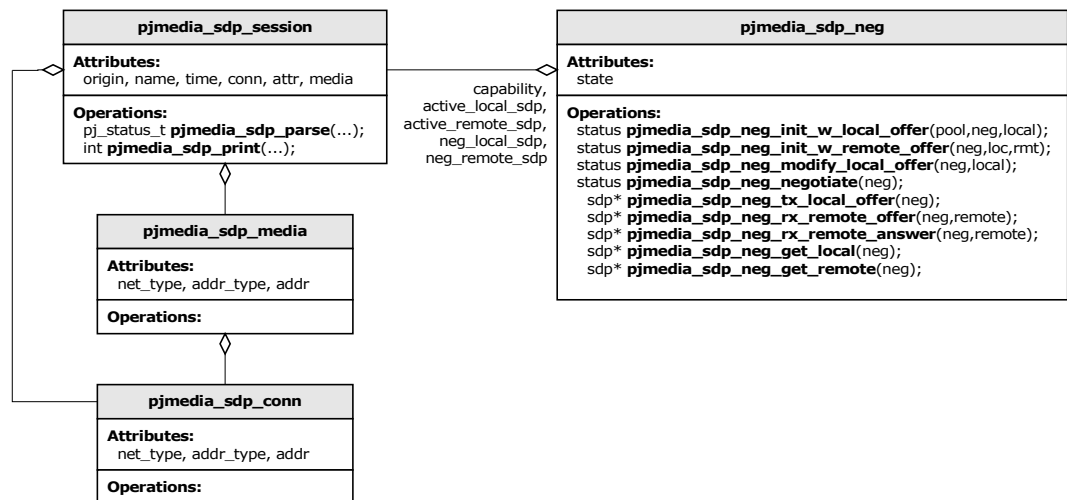 pjmedia_sdp_session
Attributes:
origin, name, time, conn, attr, media
Operations:
pj_status_t pjmedia_sdp_parse(...);
int pjmedia_sdp_print(...);
capability,
active_local_sdp,
active_remote_sdp,
neg_local_sdp,
neg_remote_sdp
pjmedia_sdp_neg
Attributes:
state
Operations:
status pjmedia_sdp_neg_init_w_local_offer(pool,neg,local);
status pjmedia_sdp_neg_init_w_remote_offer(neg,loc,rmt);
status pjmedia_sdp_neg_modify_local_offer(neg,local);
status pjmedia_sdp_neg_negotiate(neg);
sdp* pjmedia_sdp_neg_tx_local_offer(neg);
sdp* pjmedia_sdp_neg_rx_remote_offer(neg,remote);
sdp* pjmedia_sdp_neg_rx_remote_answer(neg,remote);
sdp* pjmedia_sdp_neg_get_local(neg);
sdp* pjmedia_sdp_neg_get_remote(neg);
pjmedia_sdp_media
Attributes:
net_type, addr_type, addr
Operations:
pjmedia_sdp_conn
Attributes:
net_type, addr_type, addr
Operations: